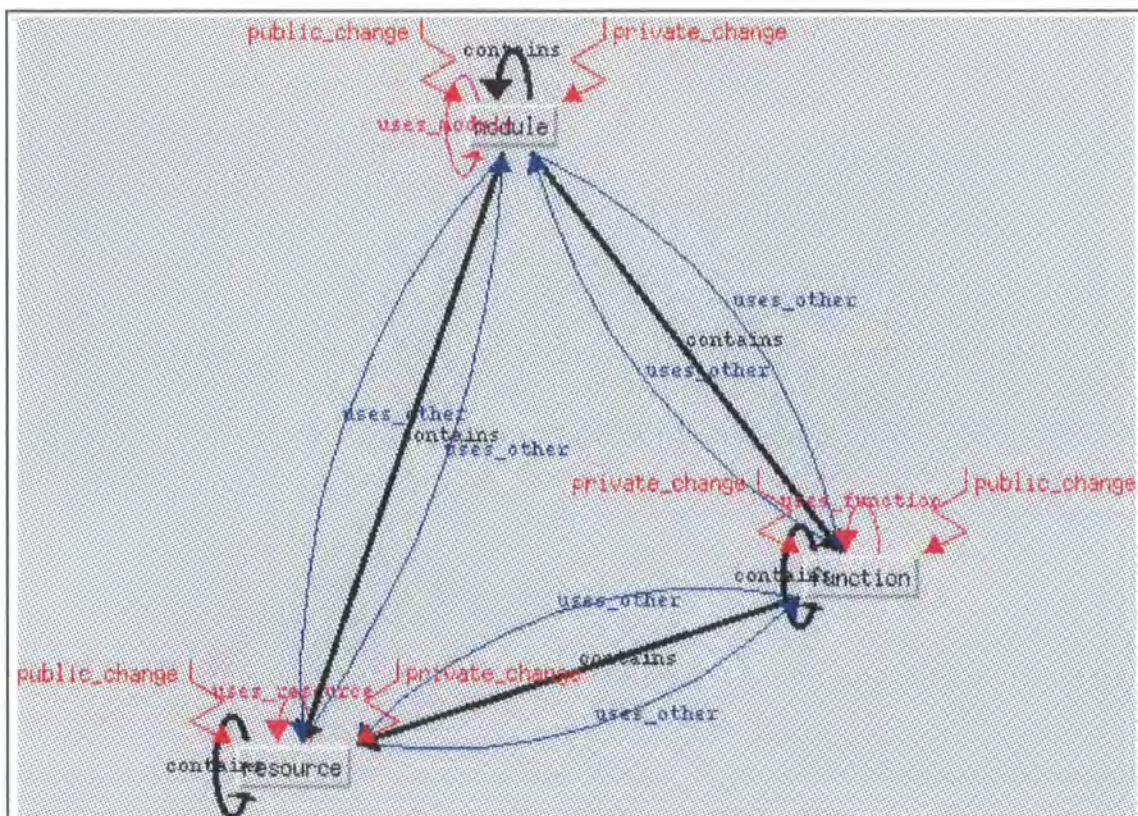 public_change
private_change
contains
uses_module
module
uses_other
contains
uses_other
uses_other
contains
uses_other
private_change
uses_function
public_change
contains
function
uses_other
contains
public_change
uses_resource
private_change
uses_other
contains
resource